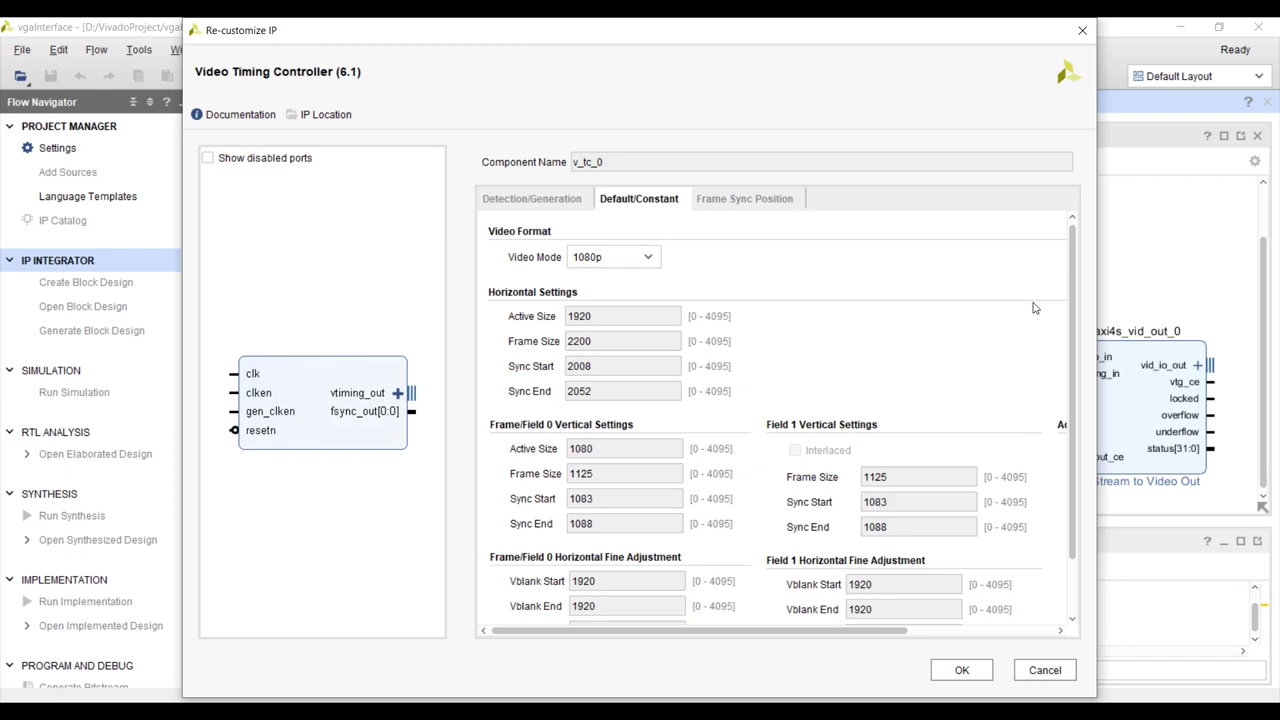 vgaInterface - [D:/VivadoProject/vga
Re-customize IP
File Edit Flow Tools
Ready
Video Timing Controller (6.1)
Default Layout
Flow Navigator
Documentation IP Location
PROJECT MANAGER
Settings
Add Sources
Language Templates
IP Catalog
IP INTEGRATOR
Create Block Design
Open Block Design
Generate Block Design
SIMULATION
Run Simulation
RTL ANALYSIS
Open Elaborated Design
SYNTHESIS
Run Synthesis
Open Synthesized Design
IMPLEMENTATION
Run Implementation
Open Implemented Design
PROGRAM AND DEBUG
Generate Bitstream
Show disabled ports
clk
clken vtiming_out
gen_clken fsync_out[0:0]
resetn
Component Name v_tc_0
Detection/Generation Default/Constant Frame Sync Position
Video Format
Video Mode 1080p
Horizontal Settings
Active Size 1920 [0 - 4095]
Frame Size 2200 [0 - 4095]
Sync Start 2008 [0 - 4095]
Sync End 2052 [0 - 4095]
Frame/Field 0 Vertical Settings
Active Size 1080 [0 - 4095]
Frame Size 1125 [0 - 4095]
Sync Start 1083 [0 - 4095]
Sync End 1088 [0 - 4095]
Field 1 Vertical Settings
Interlaced
Frame Size 1125 [0 - 4095]
Sync Start 1083 [0 - 4095]
Sync End 1088 [0 - 4095]
Frame/Field 0 Horizontal Fine Adjustment
Vblank Start 1920 [0 - 4095]
Vblank End 1920 [0 - 4095]
Field 1 Horizontal Fine Adjustment
Vblank Start 1920 [0 - 4095]
Vblank End 1920 [0 - 4095]
OK Cancel
axi4s_vid_out_0
vid_io_out
vtg_ce
locked
overflow
underflow
status[31:0]
Stream to Video Out